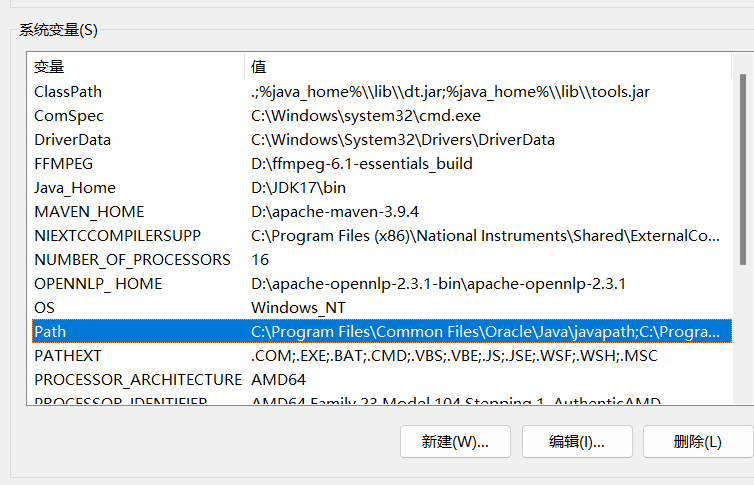 系统变量(S)
变量 值
ClassPath .;%java_home%\\lib\\dt.jar;%java_home%\\lib\\tools.jar
ComSpec C:\Windows\system32\cmd.exe
DriverData C:\Windows\System32\Drivers\DriverData
FFMPEG D:\ffmpeg-6.1-essentials_build
Java_Home D:\JDK17\bin
MAVEN_HOME D:\apache-maven-3.9.4
NIEXTCCOMPILERSUPP C:\Program Files (x86)\National Instruments\Shared\ExternalCo...
NUMBER_OF_PROCESSORS 16
OPENNLP_ HOME D:\apache-opennlp-2.3.1-bin\apache-opennlp-2.3.1
OS Windows_NT
Path C:\Program Files\Common Files\Oracle\Java\javapath;C:\Progra...
PATHEXT .COM;.EXE;.BAT;.CMD;.VBS;.VBE;.JS;.JSE;.WSF;.WSH;.MSC
PROCESSOR_ARCHITECTURE AMD64
PROCESSOR_IDENTIFIER AMD64 Family 23 Model 104 Stepping 1, AuthenticAMD
新建(W)... 编辑(I)... 删除(L)